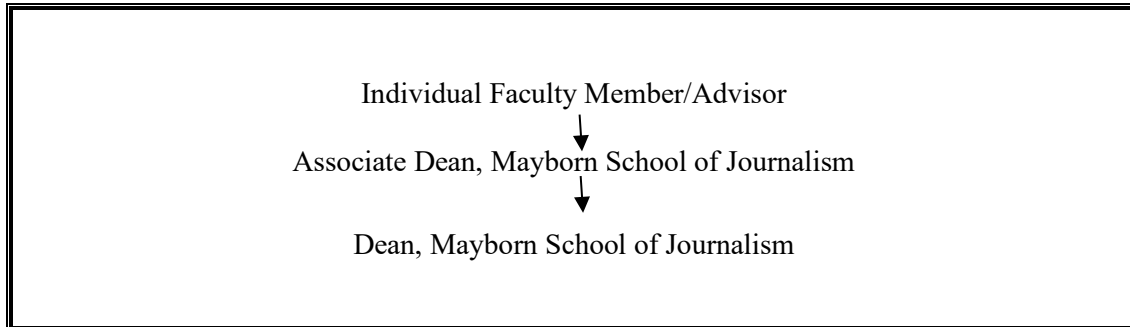 Individual Faculty Member/Advisor
Associate Dean, Mayborn School of Journalism
Dean, Mayborn School of Journalism